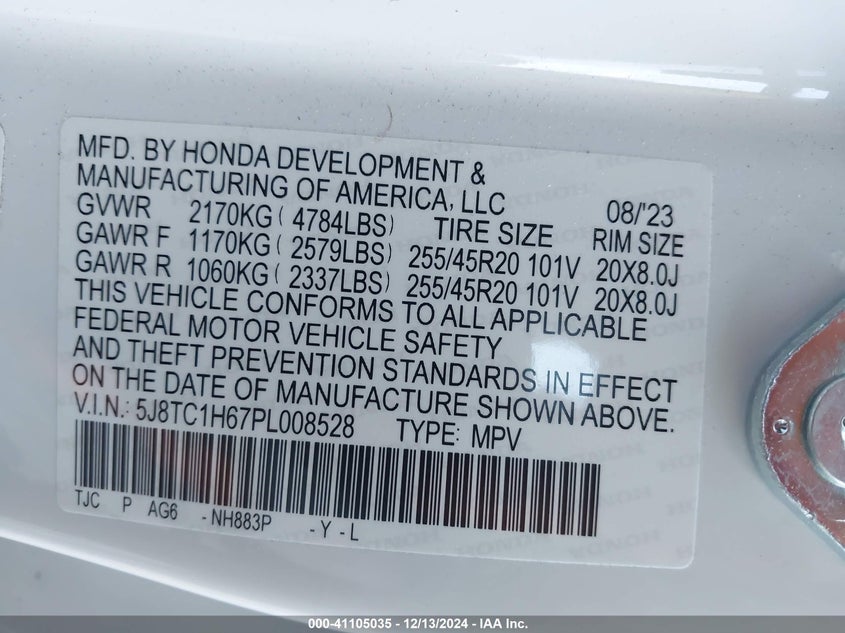 MFD. BY HONDA DEVELOPMENT &
MANUFACTURING OF AMERICA, LLC 08/'23
GVWR 2170KG ( 4784LBS) TIRE SIZE RIM SIZE
GAWR F 1170KG ( 2579LBS) 255/45R20 101V 20X8.0J
GAWR R 1060KG ( 2337LBS) 255/45R20 101V 20X8.0J
THIS VEHICLE CONFORMS TO ALL APPLICABLE
FEDERAL MOTOR VEHICLE SAFETY
AND THEFT PREVENTION STANDARDS IN EFFECT
ON THE DATE OF MANUFACTURE SHOWN ABOVE.
V.I.N.: 5J8TC1H67PL008528 TYPE: MPV
TJC P AG6 -NH883P -Y -L
000-41105035 - 12/13/2024 - IAA Inc.